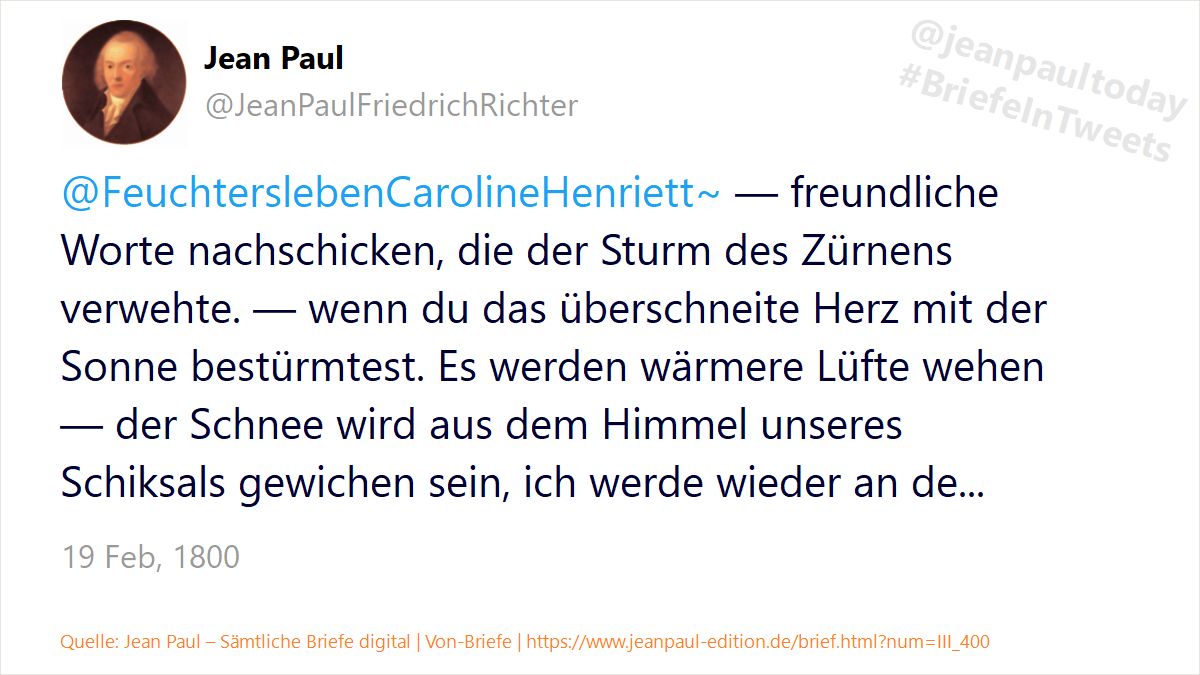 Jean Paul
@JeanPaulFriedrichRichter
@jeanpaultoday
#BriefeInTweets
@FeuchterslebenCarolineHenriett~ — freundliche
Worte nachschicken, die der Sturm des Zürnens
verwehte. — wenn du das überschneite Herz mit der
Sonne bestürmtest. Es werden wärmere Lüfte wehen
— der Schnee wird aus dem Himmel unseres
Schiksals gewichen sein, ich werde wieder an de...
19 Feb, 1800
Quelle: Jean Paul – Sämtliche Briefe digital | Von-Briefe | https://www.jeanpaul-edition.de/brief.html?num=III_400